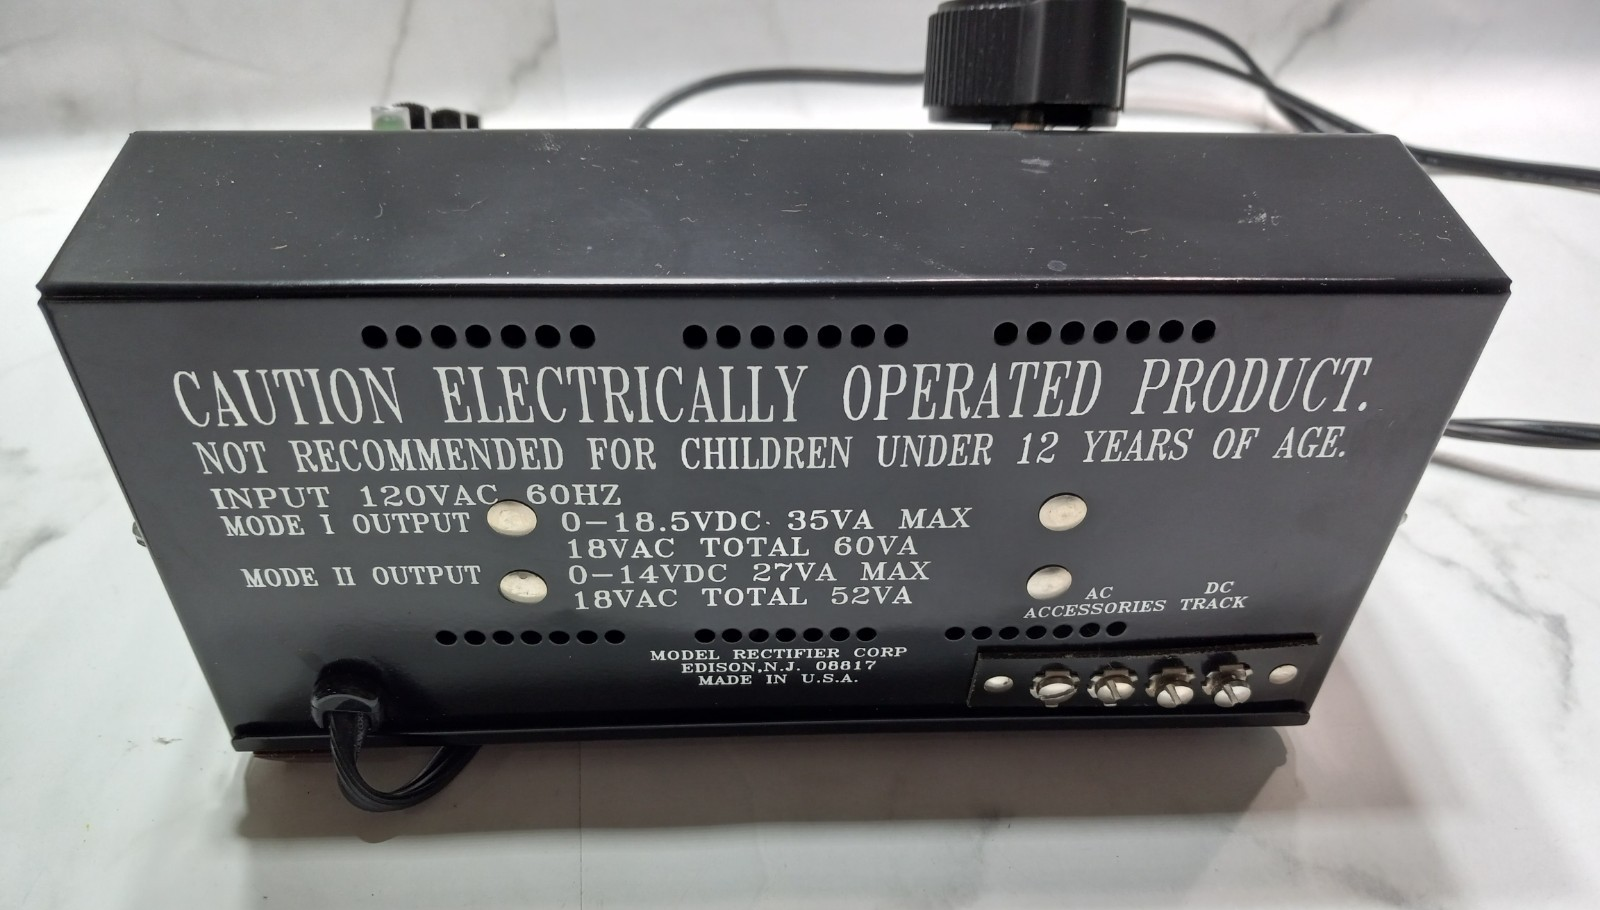 CAUTION ELECTRICALLY OPERATED PRODUCT.
NOT RECOMMENDED FOR CHILDREN UNDER 12 YEARS OF AGE.
INPUT 120VAC 60HZ
MODE I OUTPUT 0-18.5VDC 35VA MAX
18VAC TOTAL 60VA
MODE II OUTPUT 0-14VDC 27VA MAX
18VAC TOTAL 52VA
AC DC
ACCESSORIES TRACK
MODEL RECTIFIER CORP
EDISON,N.J. 08817
MADE IN U.S.A.